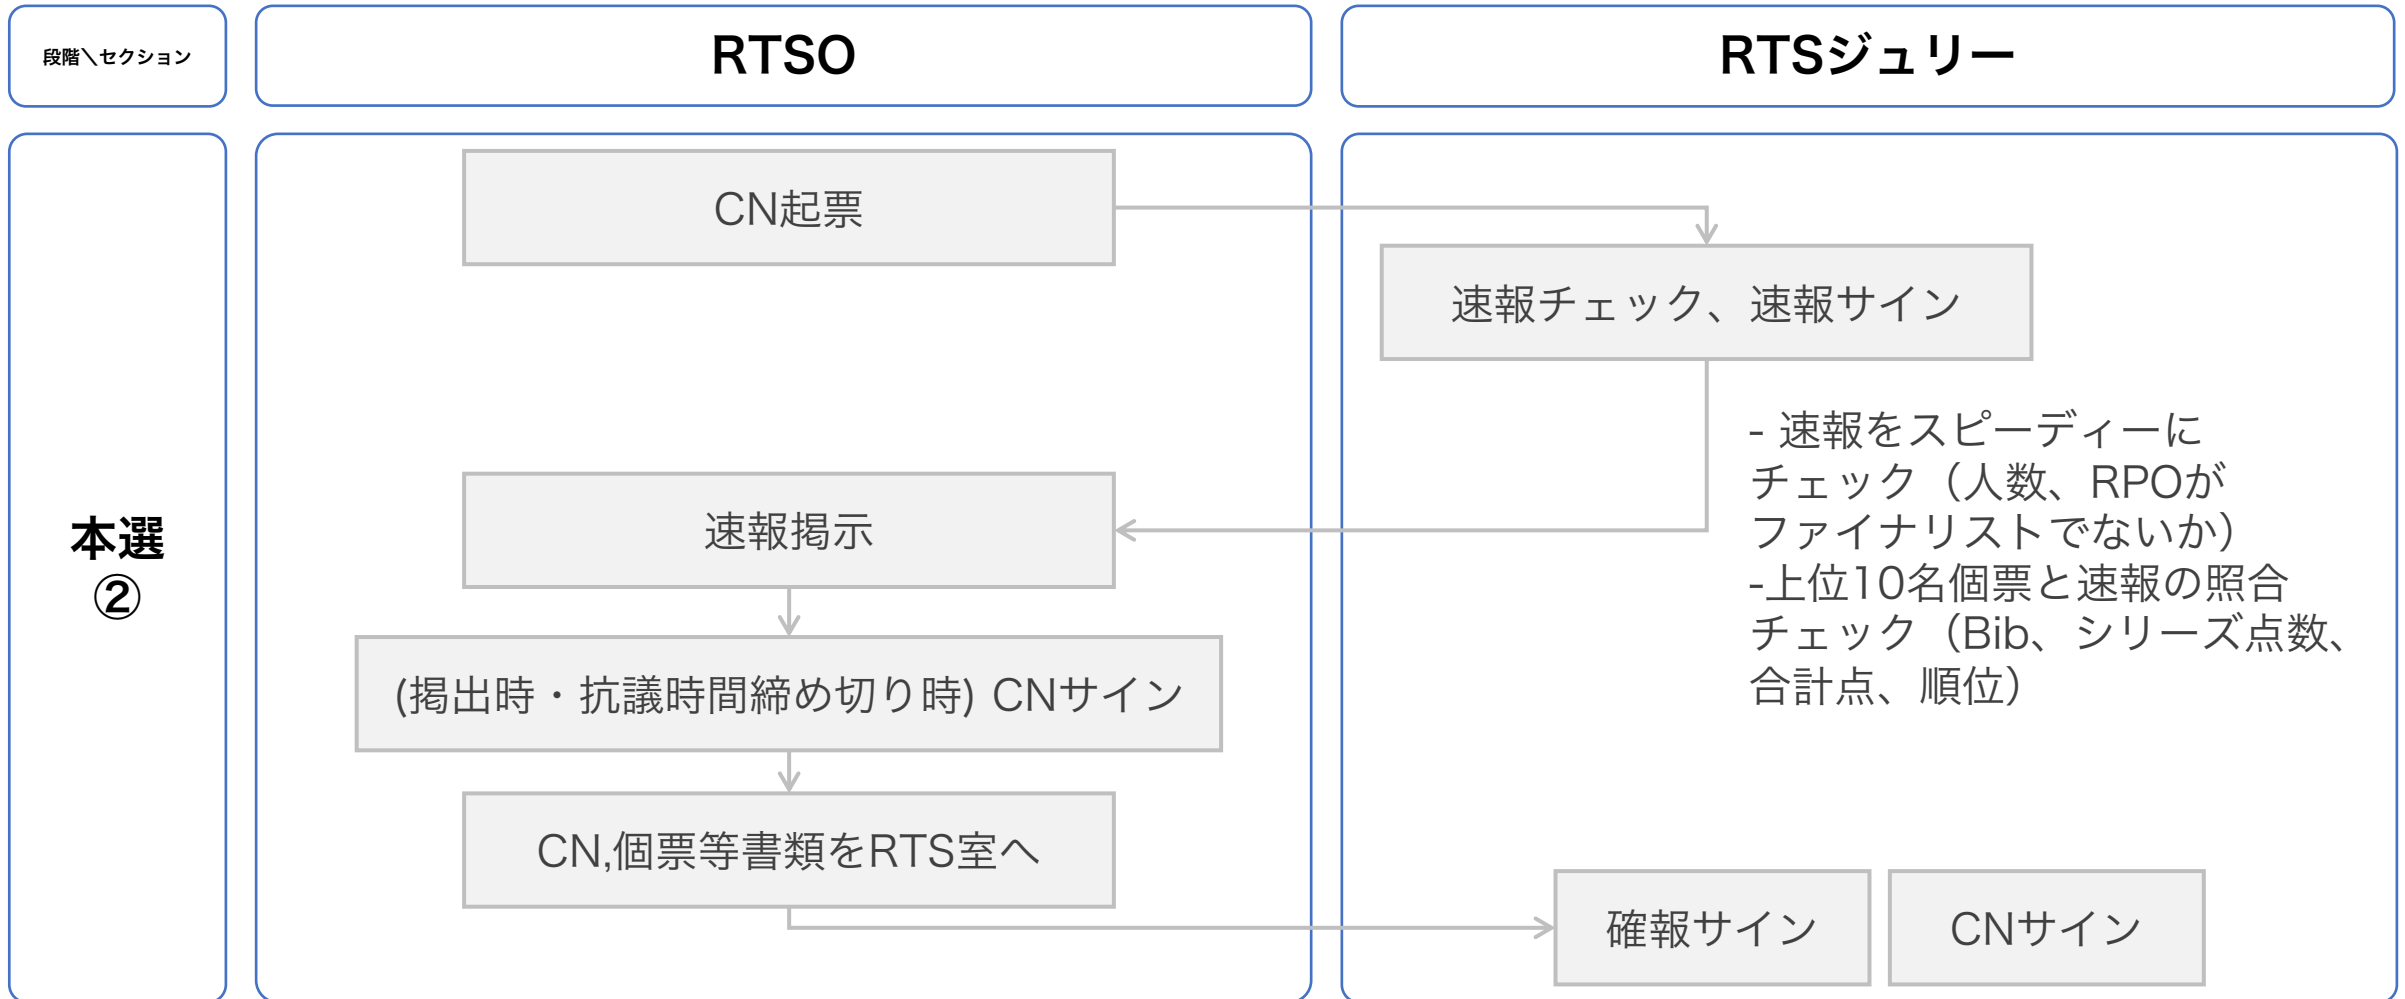 段階＼セクション
RTSO
RTSジュリー
本選
②
CN起票
速報チェック、速報サイン
- 速報をスピーディーに
チェック（人数、RPOが
ファイナリストでないか）
-上位10名個票と速報の照合
チェック（Bib、シリーズ点数、
合計点、順位）
速報掲示
(掲出時・抗議時間締め切り時) CNサイン
CN,個票等書類をRTS室へ
確報サイン
CNサイン